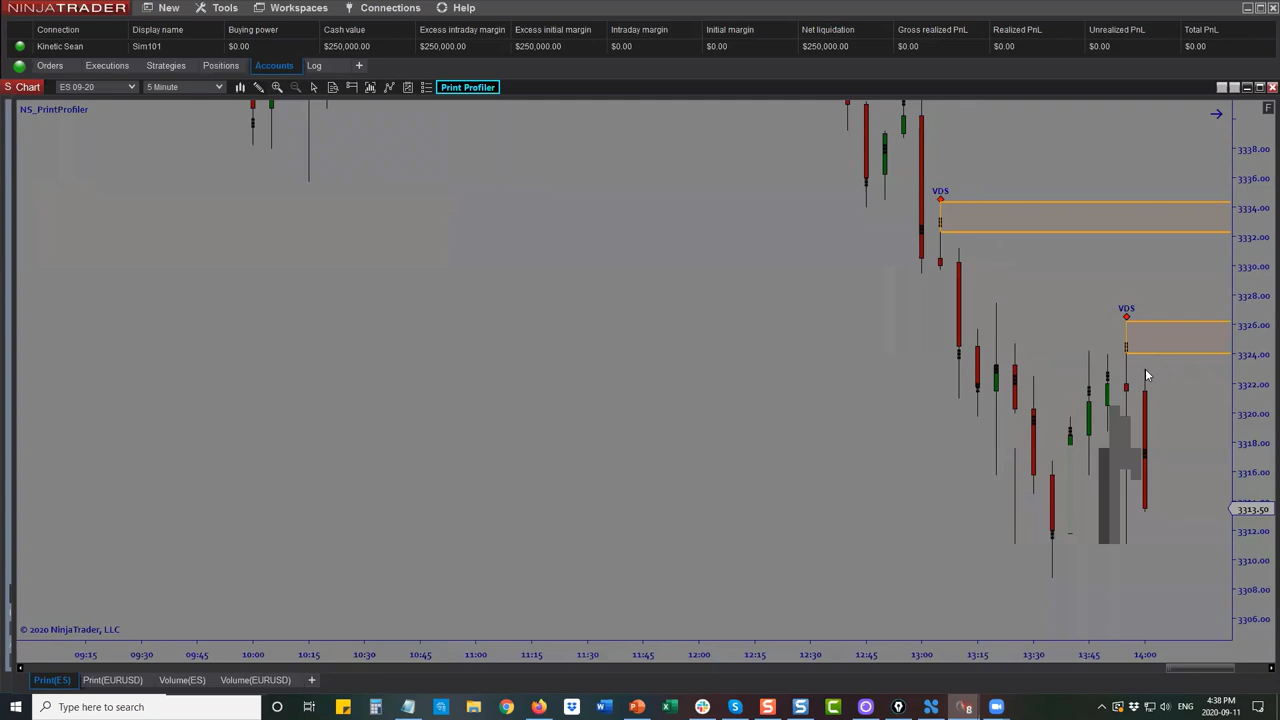 NINJATRADER New Tools Workspaces Connections Help
Connection Display name Buying power Cash value Excess intraday margin Excess initial margin Intraday margin Initial margin Net liquidation Gross realized PnL Realized PnL Unrealized PnL Total PnL
Kinetic Sean Sim101 $0.00 $250,000.00 $250,000.00 $250,000.00 $0.00 $0.00 $250,000.00 $0.00 $0.00 $0.00 $0.00
Orders Executions Strategies Positions Accounts Log +
S Chart ES 09-20 5 Minute Print Profiler
NS_PrintProfiler
F
3338.00
3336.00
VDS
3334.00
3332.00
3330.00
3328.00
VDS
3326.00
3324.00
3322.00
3320.00
3318.00
3316.00
3313.50
3312.00
3310.00
3308.00
3306.00
© 2020 NinjaTrader, LLC
09:15 09:30 09:45 10:00 10:15 10:30 10:45 11:00 11:15 11:30 11:45 12:00 12:15 12:30 12:45 13:00 13:15 13:30 13:45 14:00
Print(ES) Print(EURUSD) Volume(ES) Volume(EURUSD) +
Type here to search
ENG
4:38 PM
2020-09-11